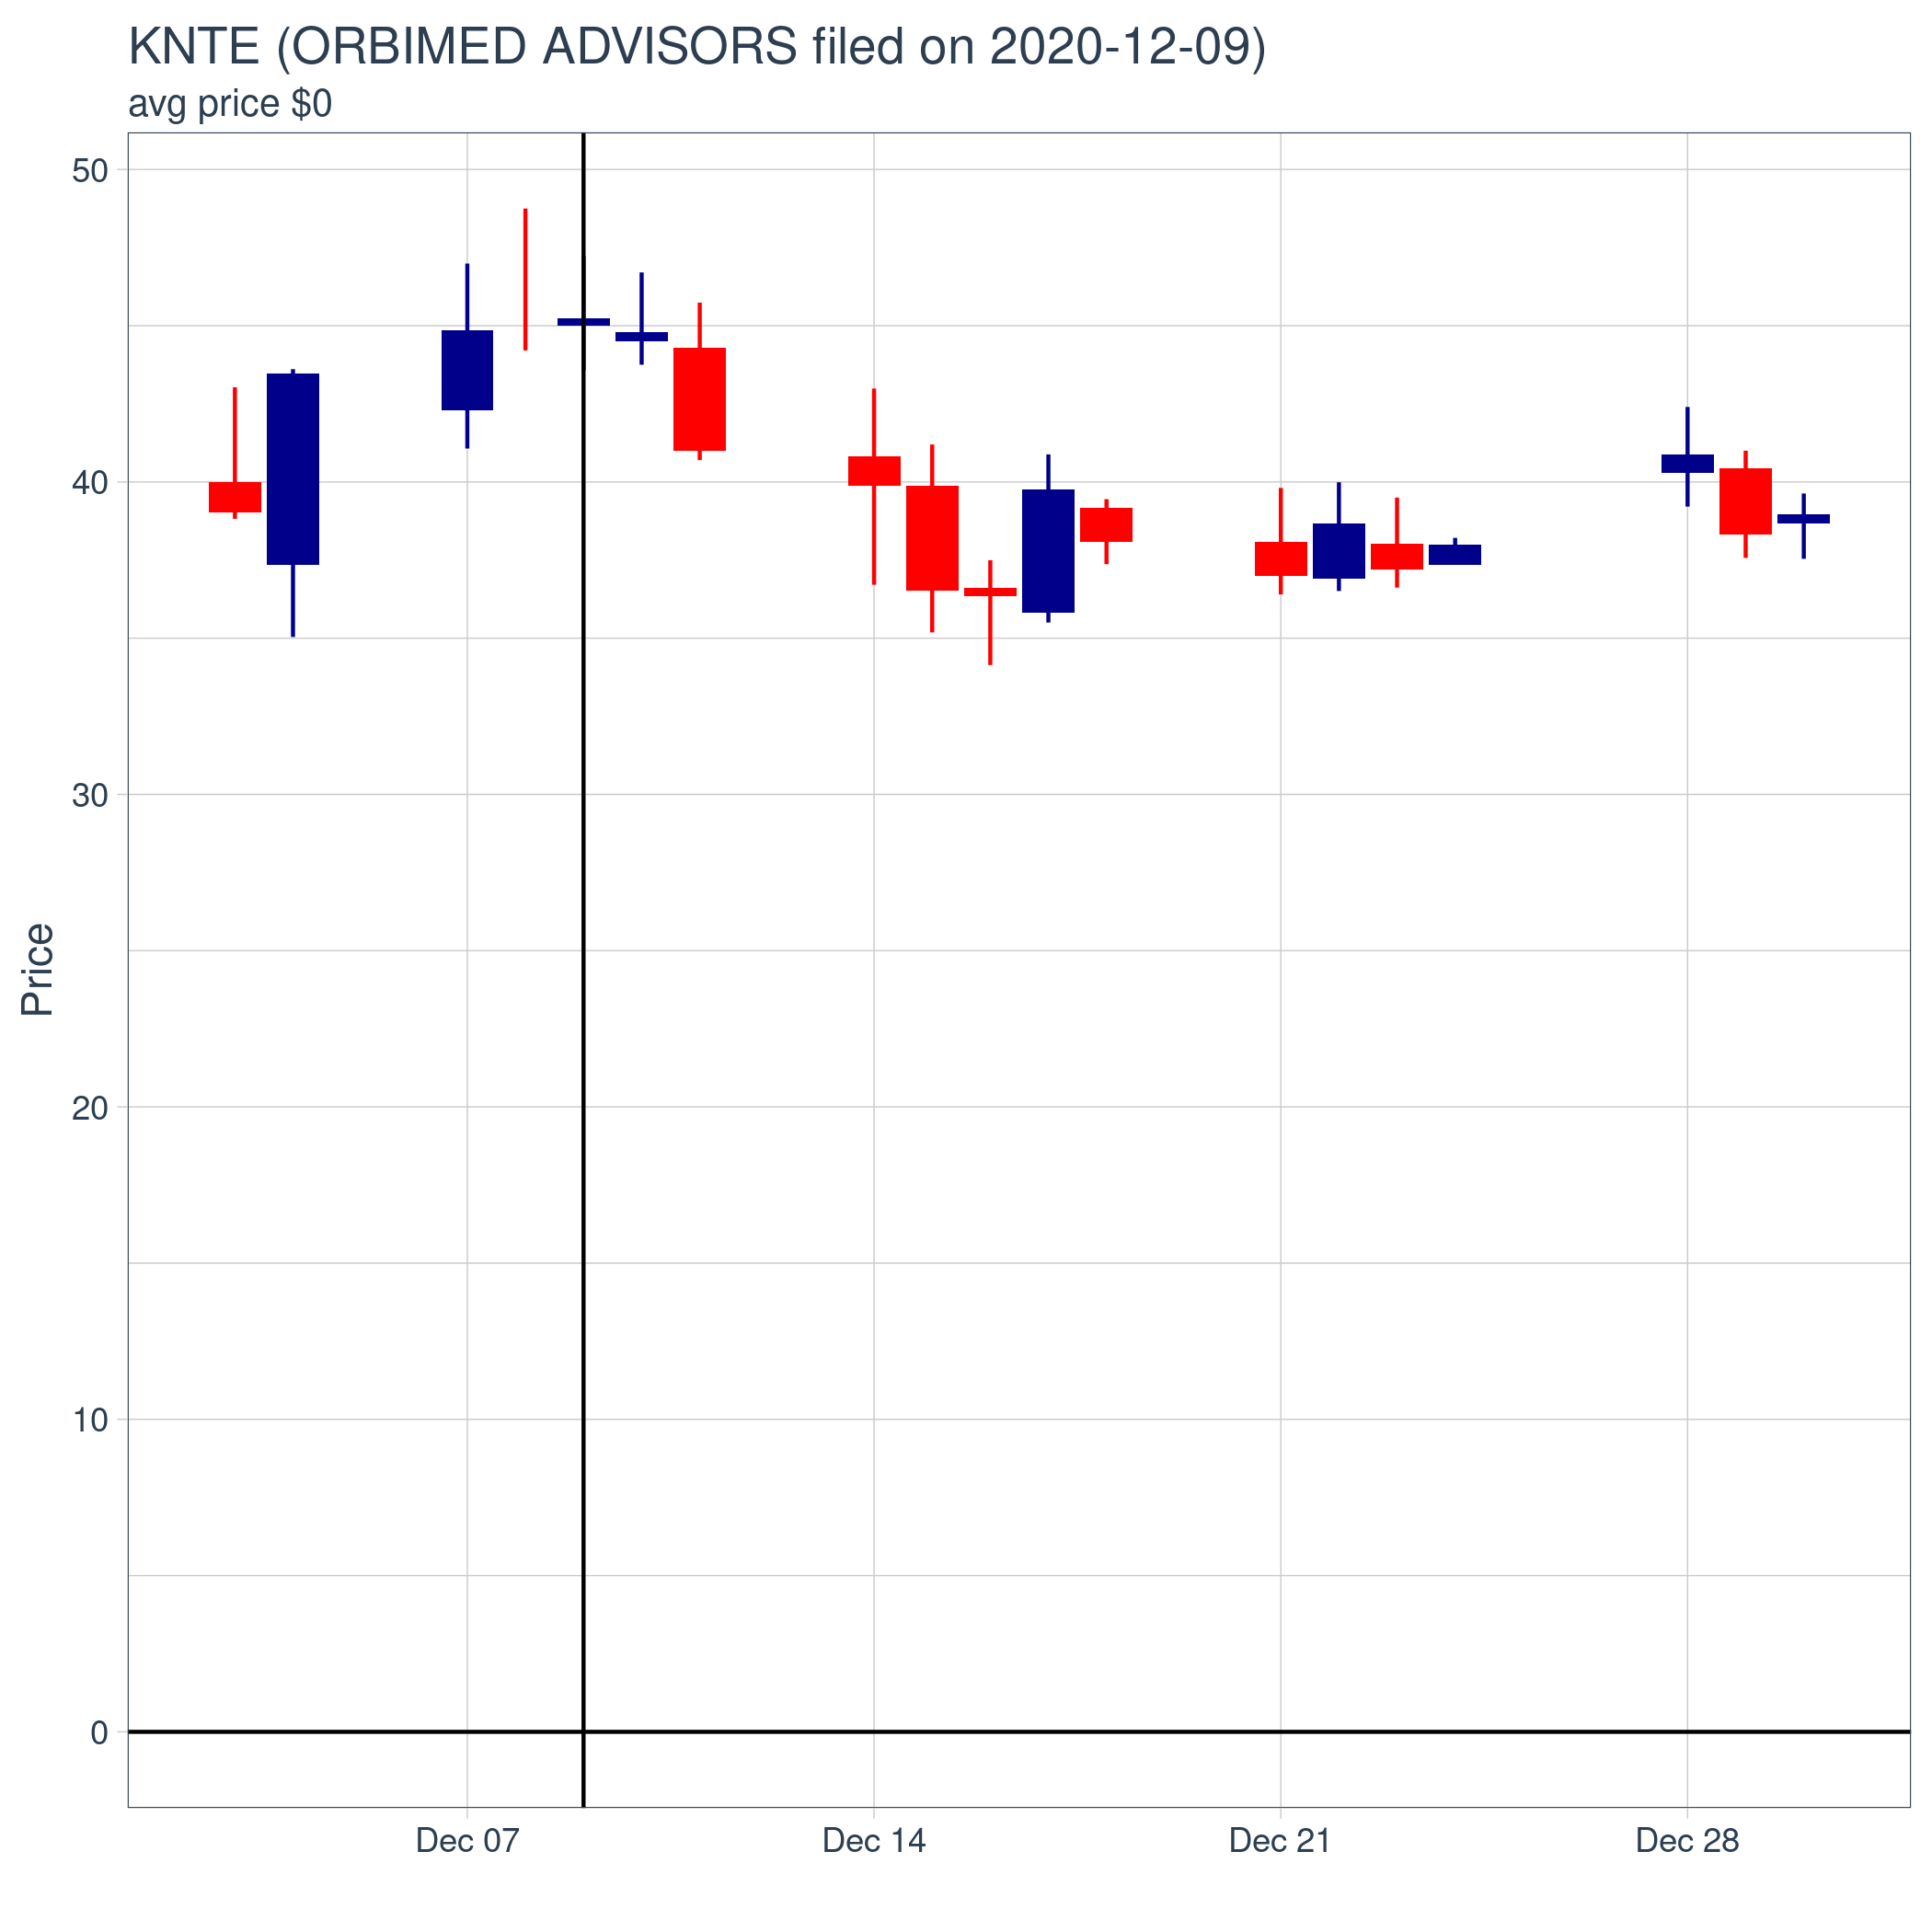 KNTE (ORBIMED ADVISORS filed on 2020-12-09)
avg price $0
50
40
30
20
10
0
Price
Dec 07
Dec 14
Dec 21
Dec 28